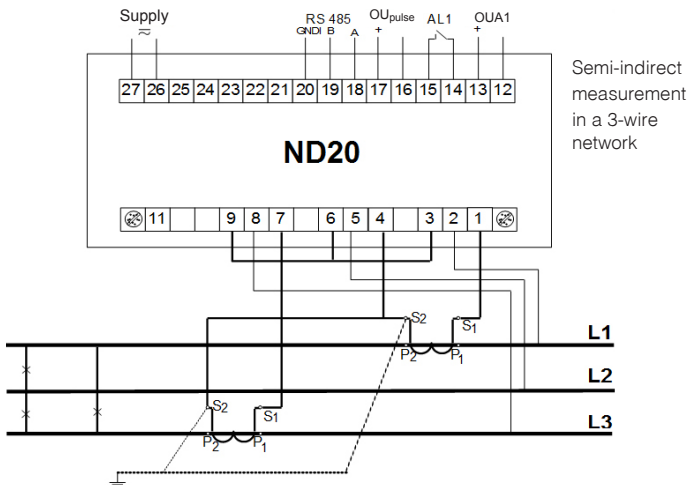 Supply
RS 485
GNDI B A
OUpulse
+
AL1
OUA1
+
27 26 25 24 23 22 21 20 19 18 17 16 15 14 13 12
Semi-indirect
measurement
in a 3-wire
network
ND20
11 9 8 7 6 5 4 3 2 1
S2 S1
L1
P2 P1
L2
S2 S1
L3
P2 P1